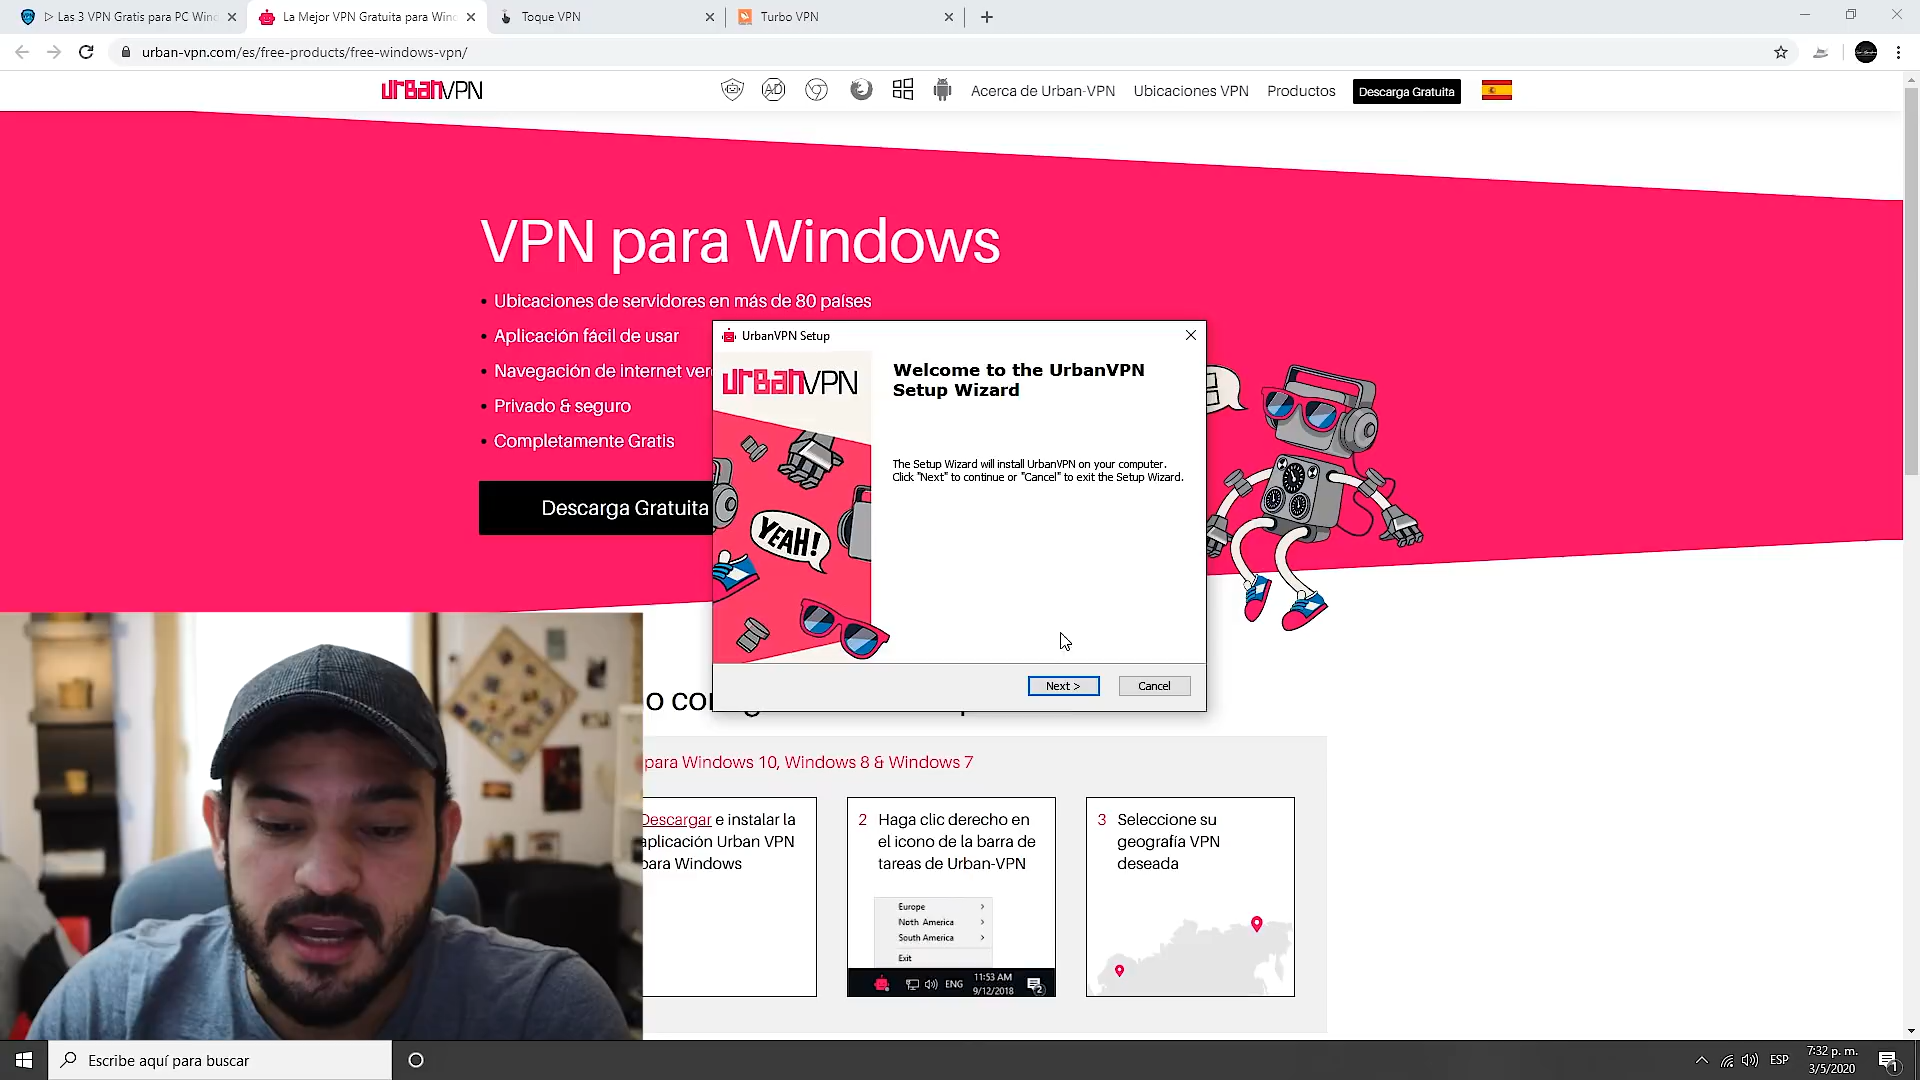 ▷ Las 3 VPN Gratis para PC Wind
La Mejor VPN Gratuita para Wind
Toque VPN
Turbo VPN
urban-vpn.com/es/free-products/free-windows-vpn/
urBanVPN
AD
Acerca de Urban-VPN
Ubicaciones VPN
Productos
Descarga Gratuita
VPN para Windows
• Ubicaciones de servidores en más de 80 países
• Aplicación fácil de usar
• Navegación de internet ver
• Privado & seguro
• Completamente Gratis
Descarga Gratuita
UrbanVPN Setup
urBanVPN
YEAH!
Welcome to the UrbanVPN
Setup Wizard
The Setup Wizard will install UrbanVPN on your computer.
Click "Next" to continue or "Cancel" to exit the Setup Wizard.
Next >
Cancel
para Windows 10, Windows 8 & Windows 7
Descargar e instalar la
aplicación Urban VPN
para Windows
2 Haga clic derecho en
el icono de la barra de
tareas de Urban-VPN
Europe
Noth America
South America
Exit
ENG
11:53 AM
9/12/2018
2
3 Seleccione su
geografía VPN
deseada
Escribe aquí para buscar
ESP
7:32 p. m.
3/5/2020
1